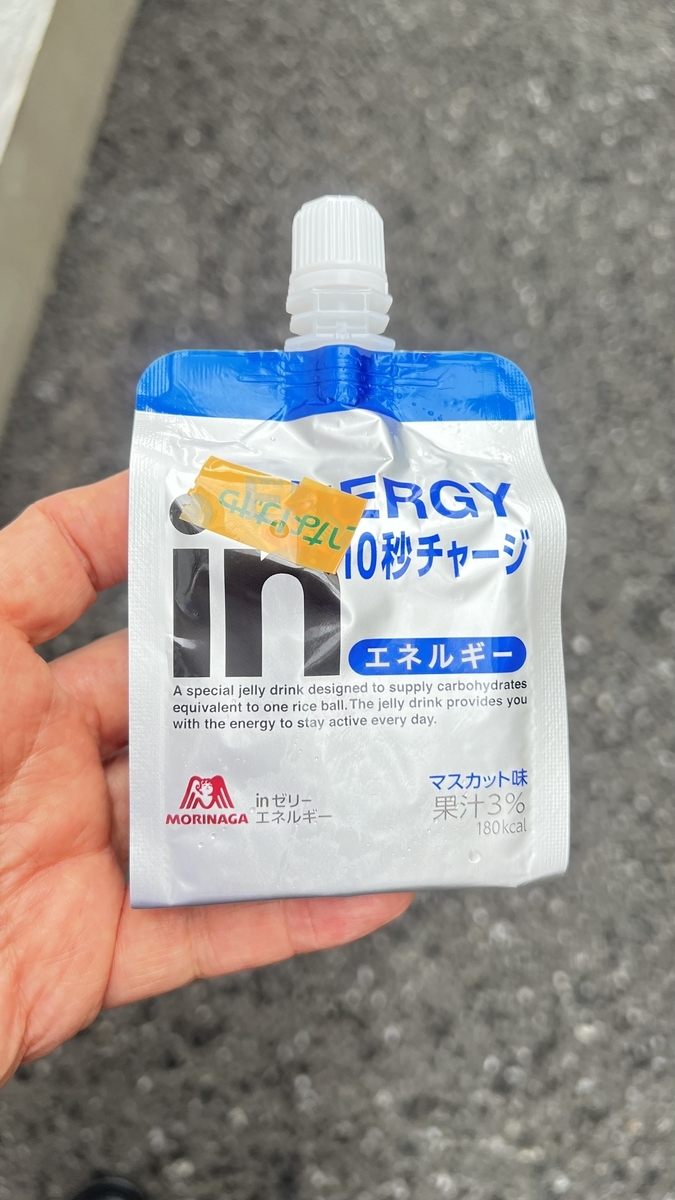 ENERGY
in
10秒チャージ
エネルギー
A special jelly drink designed to supply carbohydrates
equivalent to one rice ball. The jelly drink provides you
with the energy to stay active every day.
マスカット味
果汁3%
180kcal
MORINAGA
inゼリー
エネルギー